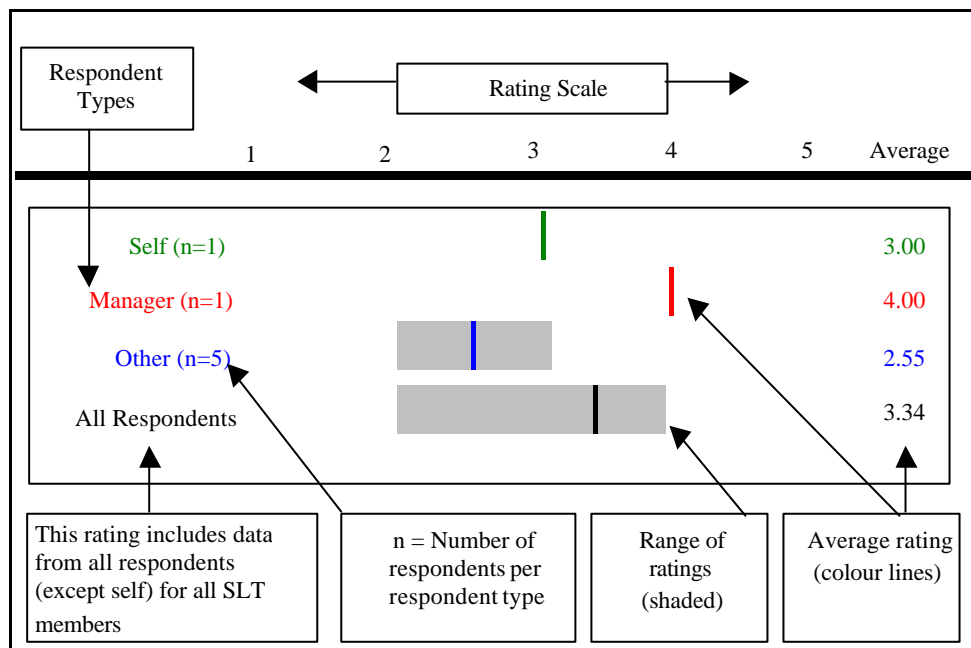 Respondent
Types
Rating Scale
1 2 3 4 5 Average
Self (n=1) 3.00
Manager (n=1) 4.00
Other (n=5) 2.55
All Respondents 3.34
This rating includes data
from all respondents
(except self) for all SLT
members
n = Number of
respondents per
respondent type
Range of
ratings
(shaded)
Average rating
(colour lines)